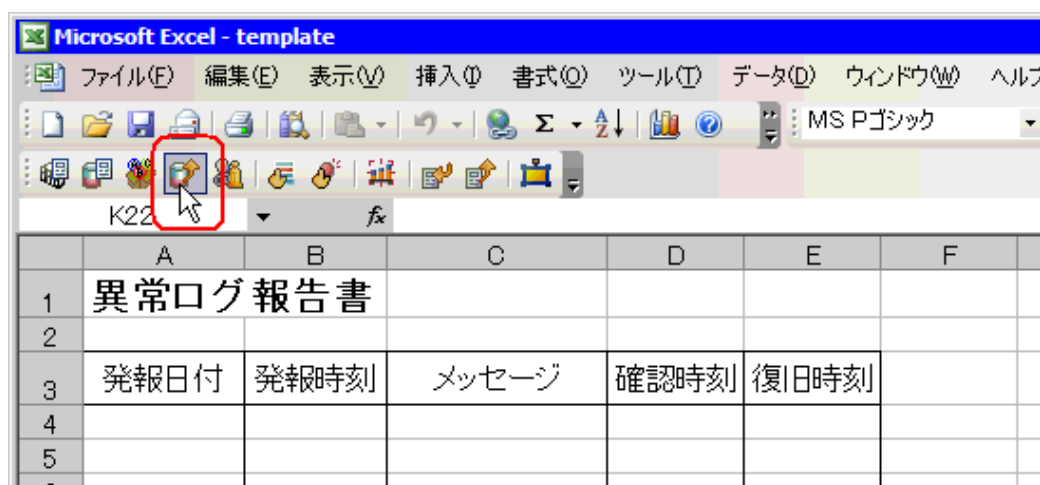 Microsoft Excel - template
ファイル(F) 編集(E) 表示(V) 挿入(I) 書式(O) ツール(T) データ(D) ウィンドウ(W) ヘルプ
Σ A Z MS Pゴシック
K22 fx
A B C D E F
1 異常ログ報告書
2
3 発報日付 発報時刻 メッセージ 確認時刻 復旧時刻
4
5